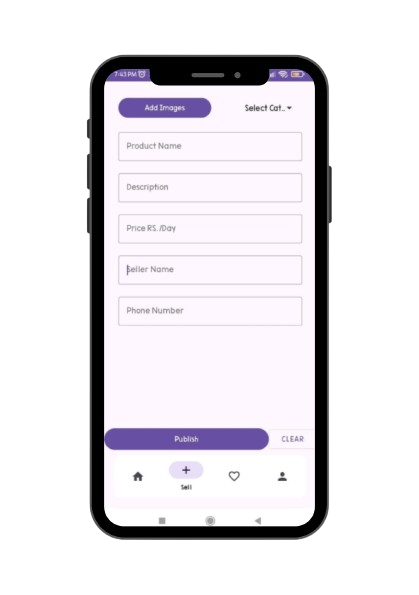 7:43 PM
Add Images
Select Cat..
Product Name
Description
Price RS./Day
Seller Name
Phone Number
Publish
CLEAR
Sell